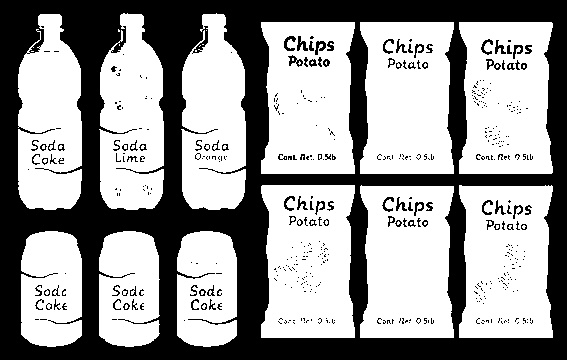 Soda
Coke
Soda
Lime
Soda
Orange
Chips
Potato
Cont. Net. 0.5lb
Chips
Potato
Cont. Net. 0.5lb
Chips
Potato
Cont. Net. 0.5lb
Soda
Coke
Soda
Coke
Soda
Coke
Chips
Potato
Cont. Net. 0.5lb
Chips
Potato
Cont. Net. 0.5lb
Chips
Potato
Cont. Net. 0.5lb